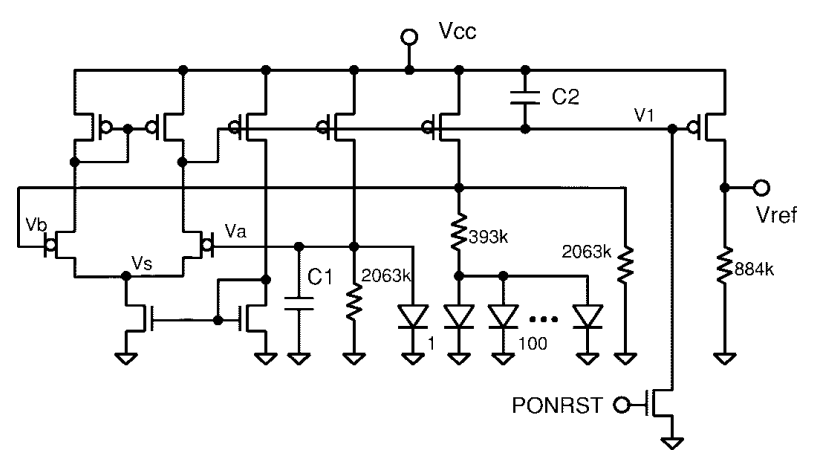 Vcc
C2
V1
Vref
Vb
Va
Vs
C1
393k
2063k
2063k
884k
1
100
PONRST